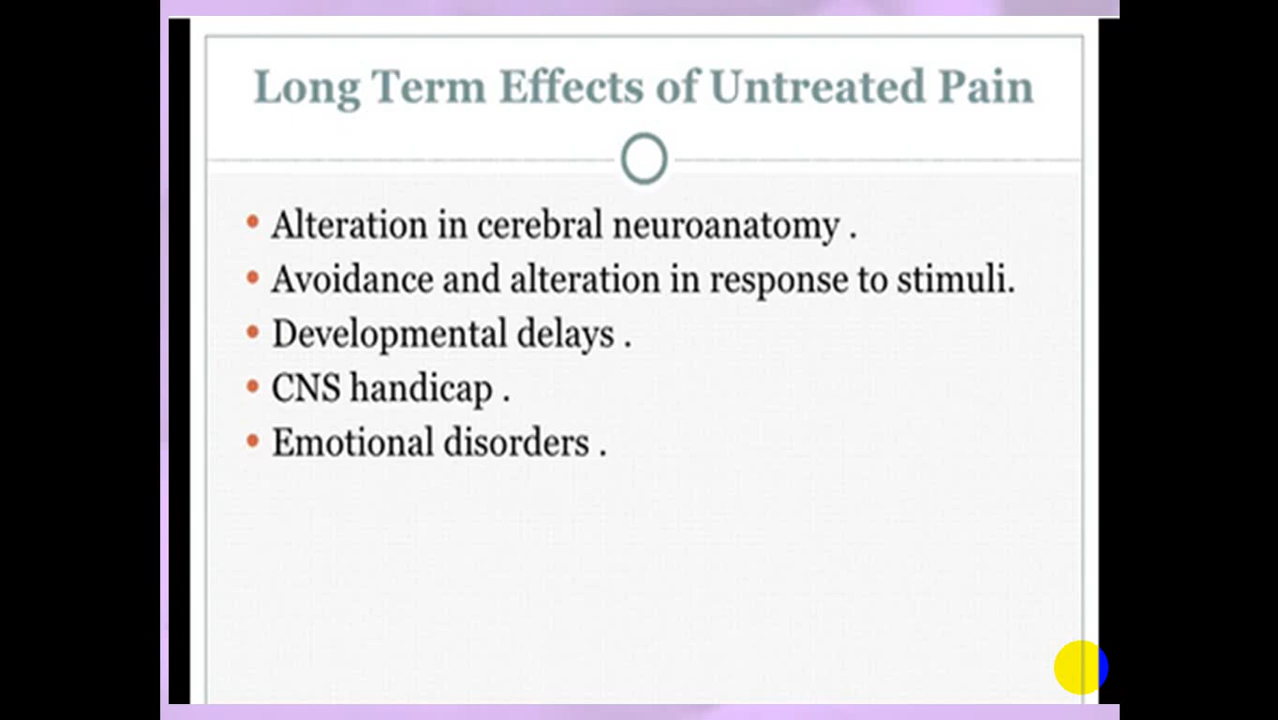 Long Term Effects of Untreated Pain
• Alteration in cerebral neuroanatomy .
• Avoidance and alteration in response to stimuli.
• Developmental delays .
• CNS handicap .
• Emotional disorders .